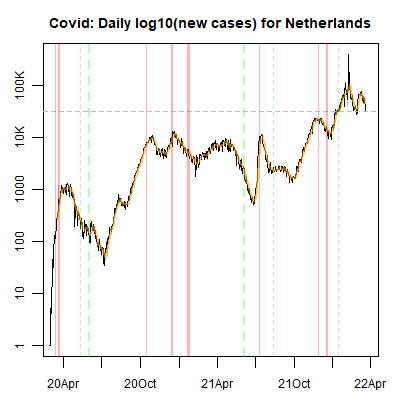 Covid: Daily log10(new cases) for Netherlands
100K
10K
1000
100
10
1
20Apr 20Oct 21Apr 21Oct 22Apr